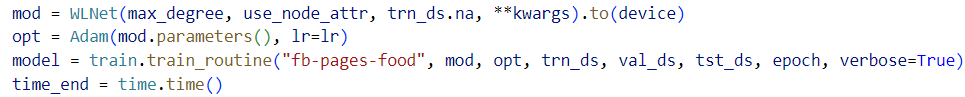 mod = WLNet(max_degree, use_node_attr, trn_ds.na, **kwargs).to(device)
opt = Adam(mod.parameters(), lr=lr)
model = train.train_routine("fb-pages-food", mod, opt, trn_ds, val_ds, tst_ds, epoch, verbose=True)
time_end = time.time()